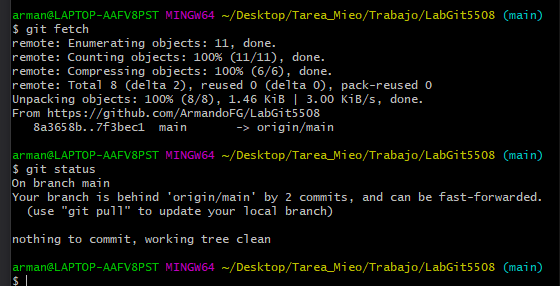 arman@LAPTOP-AAFV8PST MINGW64 ~/Desktop/Tarea_Mieo/Trabajo/LabGit5508 (main)
$ git fetch
remote: Enumerating objects: 11, done.
remote: Counting objects: 100% (11/11), done.
remote: Compressing objects: 100% (6/6), done.
remote: Total 8 (delta 2), reused 0 (delta 0), pack-reused 0
Unpacking objects: 100% (8/8), 1.46 KiB | 3.00 KiB/s, done.
From https://github.com/ArmandoFG/LabGit5508
   8a3658b..7f3bec1  main       -> origin/main

arman@LAPTOP-AAFV8PST MINGW64 ~/Desktop/Tarea_Mieo/Trabajo/LabGit5508 (main)
$ git status
On branch main
Your branch is behind 'origin/main' by 2 commits, and can be fast-forwarded.
  (use "git pull" to update your local branch)

nothing to commit, working tree clean

arman@LAPTOP-AAFV8PST MINGW64 ~/Desktop/Tarea_Mieo/Trabajo/LabGit5508 (main)
$